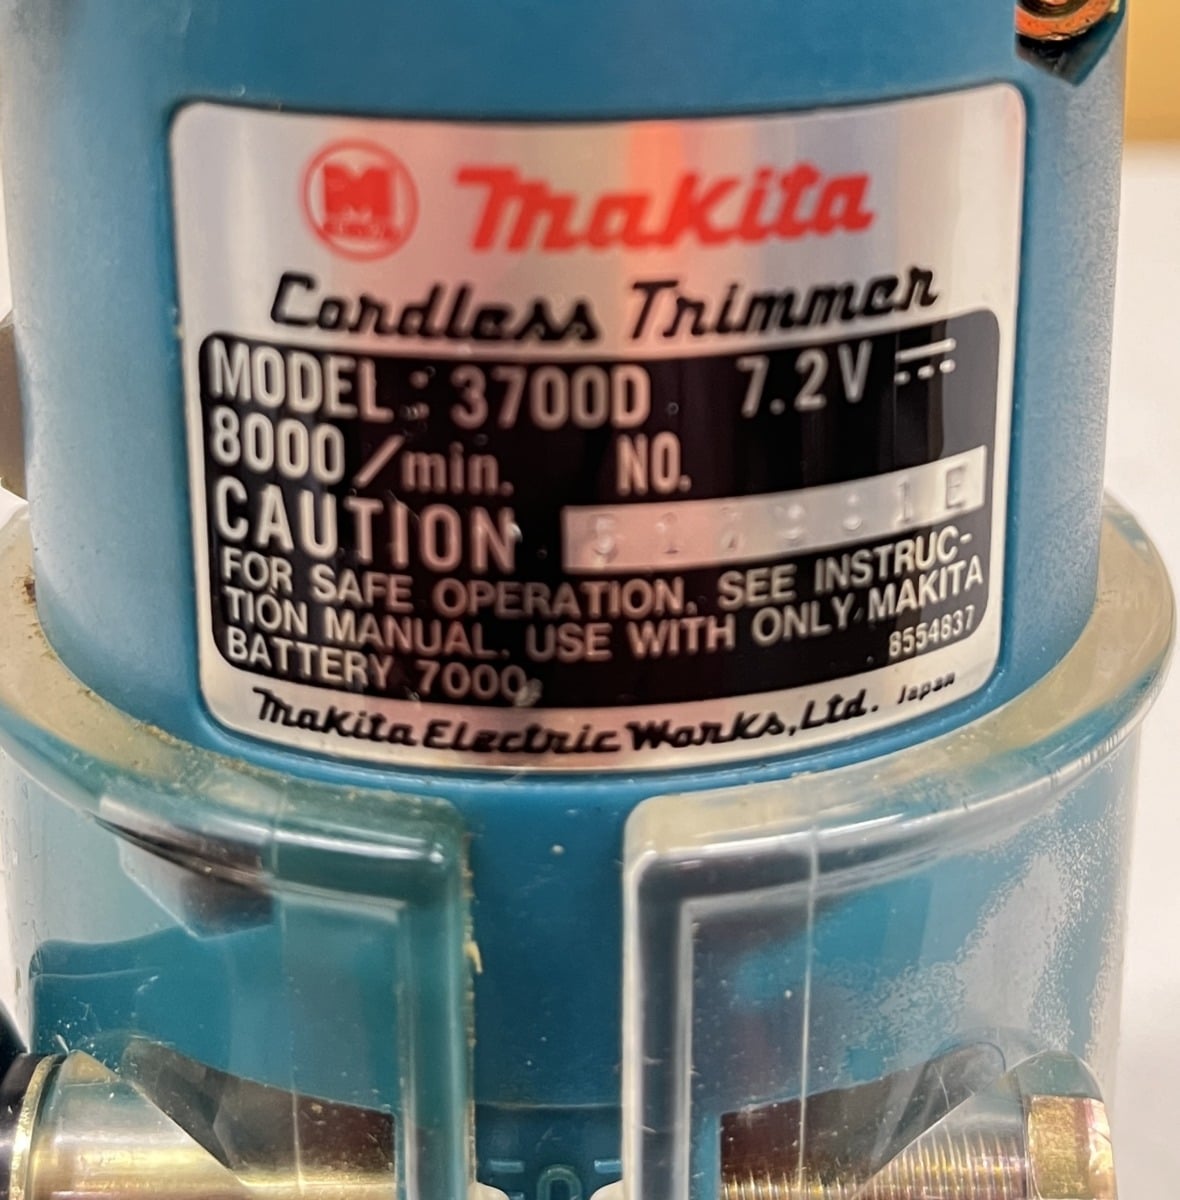 Makita
Cordless Trimmer
MODEL : 3700D 7.2V
8000/min. NO.
CAUTION
FOR SAFE OPERATION, SEE INSTRUC-
TION MANUAL. USE WITH ONLY MAKITA
BATTERY 7000
8554837
Makita Electric Works, Ltd. Japan